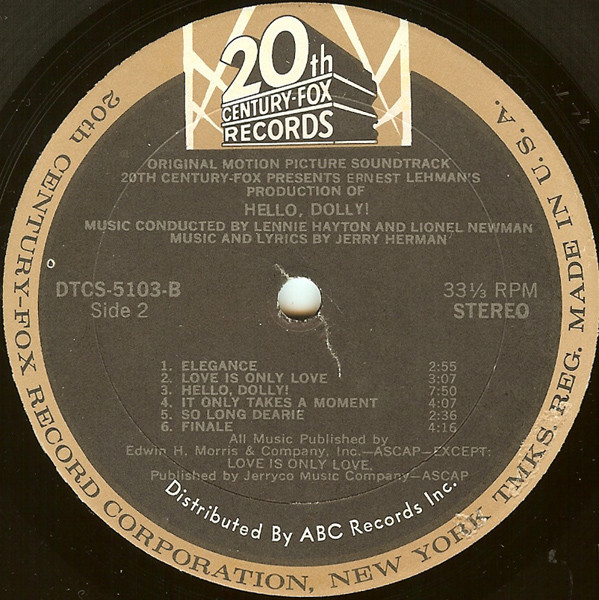 20th
CENTURY-FOX
RECORDS
ORIGINAL MOTION PICTURE SOUNDTRACK
20TH CENTURY-FOX PRESENTS ERNEST LEHMAN'S
PRODUCTION OF
HELLO, DOLLY!
MUSIC CONDUCTED BY LENNIE HAYTON AND LIONEL NEWMAN
MUSIC AND LYRICS BY JERRY HERMAN
DTCS-5103-B
Side 2
33⅓ RPM
STEREO
1. ELEGANCE 2:55
2. LOVE IS ONLY LOVE 3:07
3. HELLO, DOLLY! 7:50
4. IT ONLY TAKES A MOMENT 4:07
5. SO LONG DEARIE 2:36
6. FINALE 4:16
All Music Published by
Edwin H. Morris & Company, Inc.—ASCAP—EXCEPT:
LOVE IS ONLY LOVE,
Published by Jerryco Music Company—ASCAP
Distributed By ABC Records Inc.
20th CENTURY-FOX RECORD CORPORATION, NEW YORK TMKS. REG. MADE IN U.S.A.